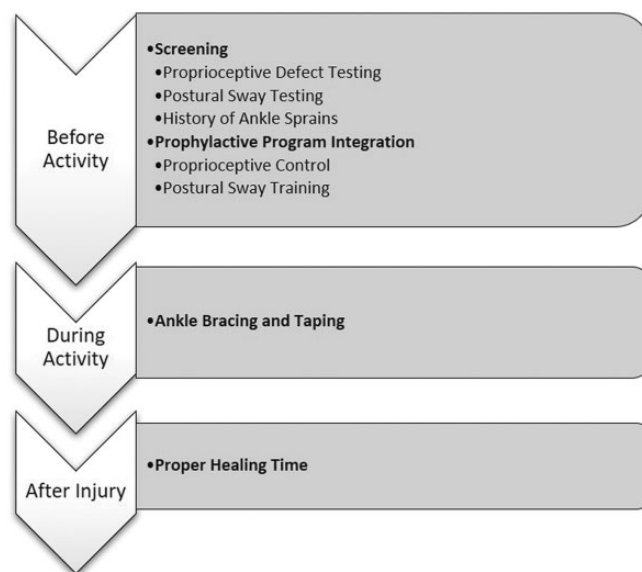 Before
Activity
•Screening
•Proprioceptive Defect Testing
•Postural Sway Testing
•History of Ankle Sprains
•Prophylactive Program Integration
•Proprioceptive Control
•Postural Sway Training
During
Activity
•Ankle Bracing and Taping
After Injury
•Proper Healing Time